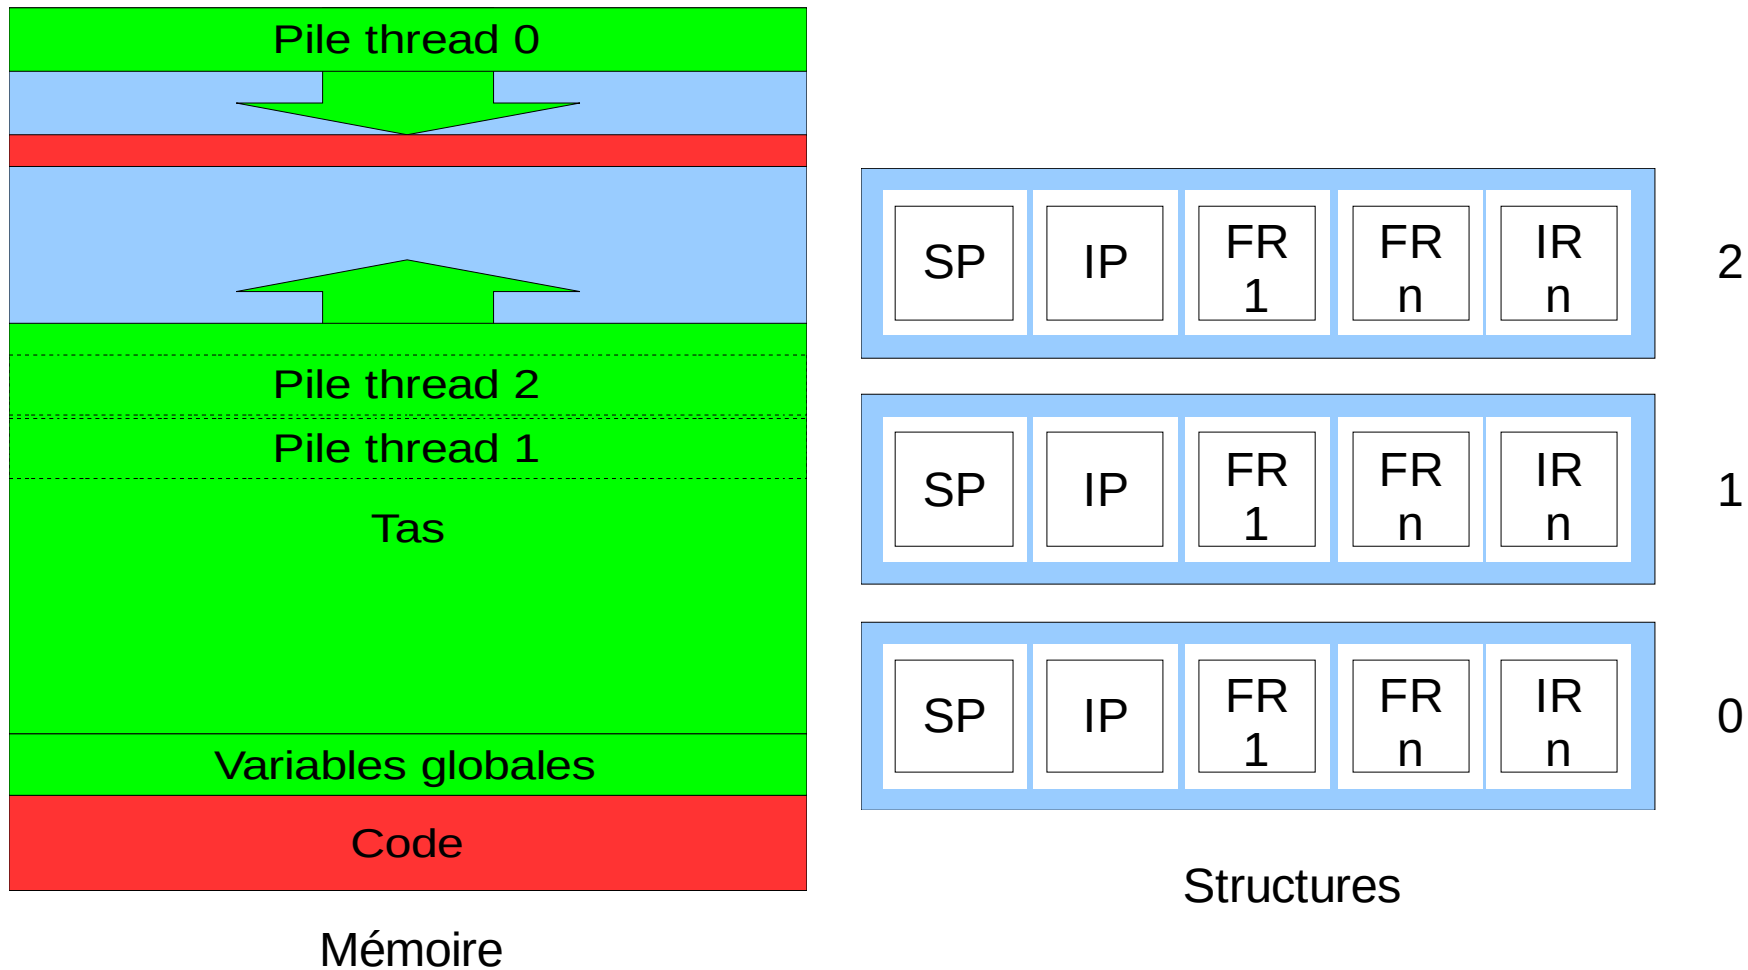 Pile thread 0
Pile thread 2
Pile thread 1
Tas
Variables globales
Code
Mémoire
SP IP FR FR IR 2
1 n n
SP IP FR FR IR 1
1 n n
SP IP FR FR IR 0
1 n n
Structures